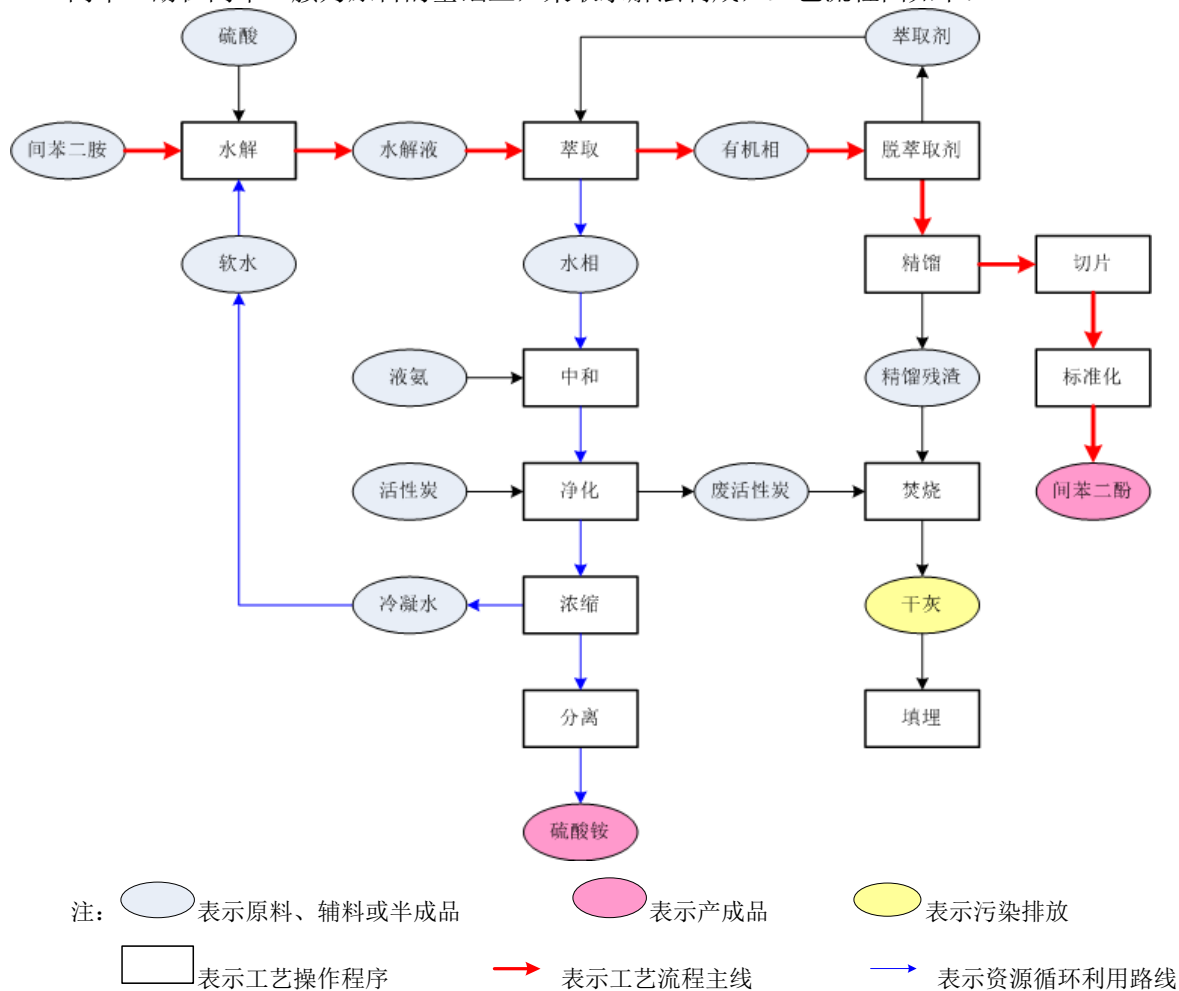 硫酸
萃取剂
间苯二胺
水解
水解液
萃取
有机相
脱萃取剂
软水
水相
精馏
切片
液氨
中和
精馏残渣
标准化
活性炭
净化
废活性炭
焚烧
间苯二酚
冷凝水
浓缩
干灰
分离
填埋
硫酸铵
注：
表示原料、辅料或半成品
表示产成品
表示污染排放
表示工艺操作程序
表示工艺流程主线
表示资源循环利用路线